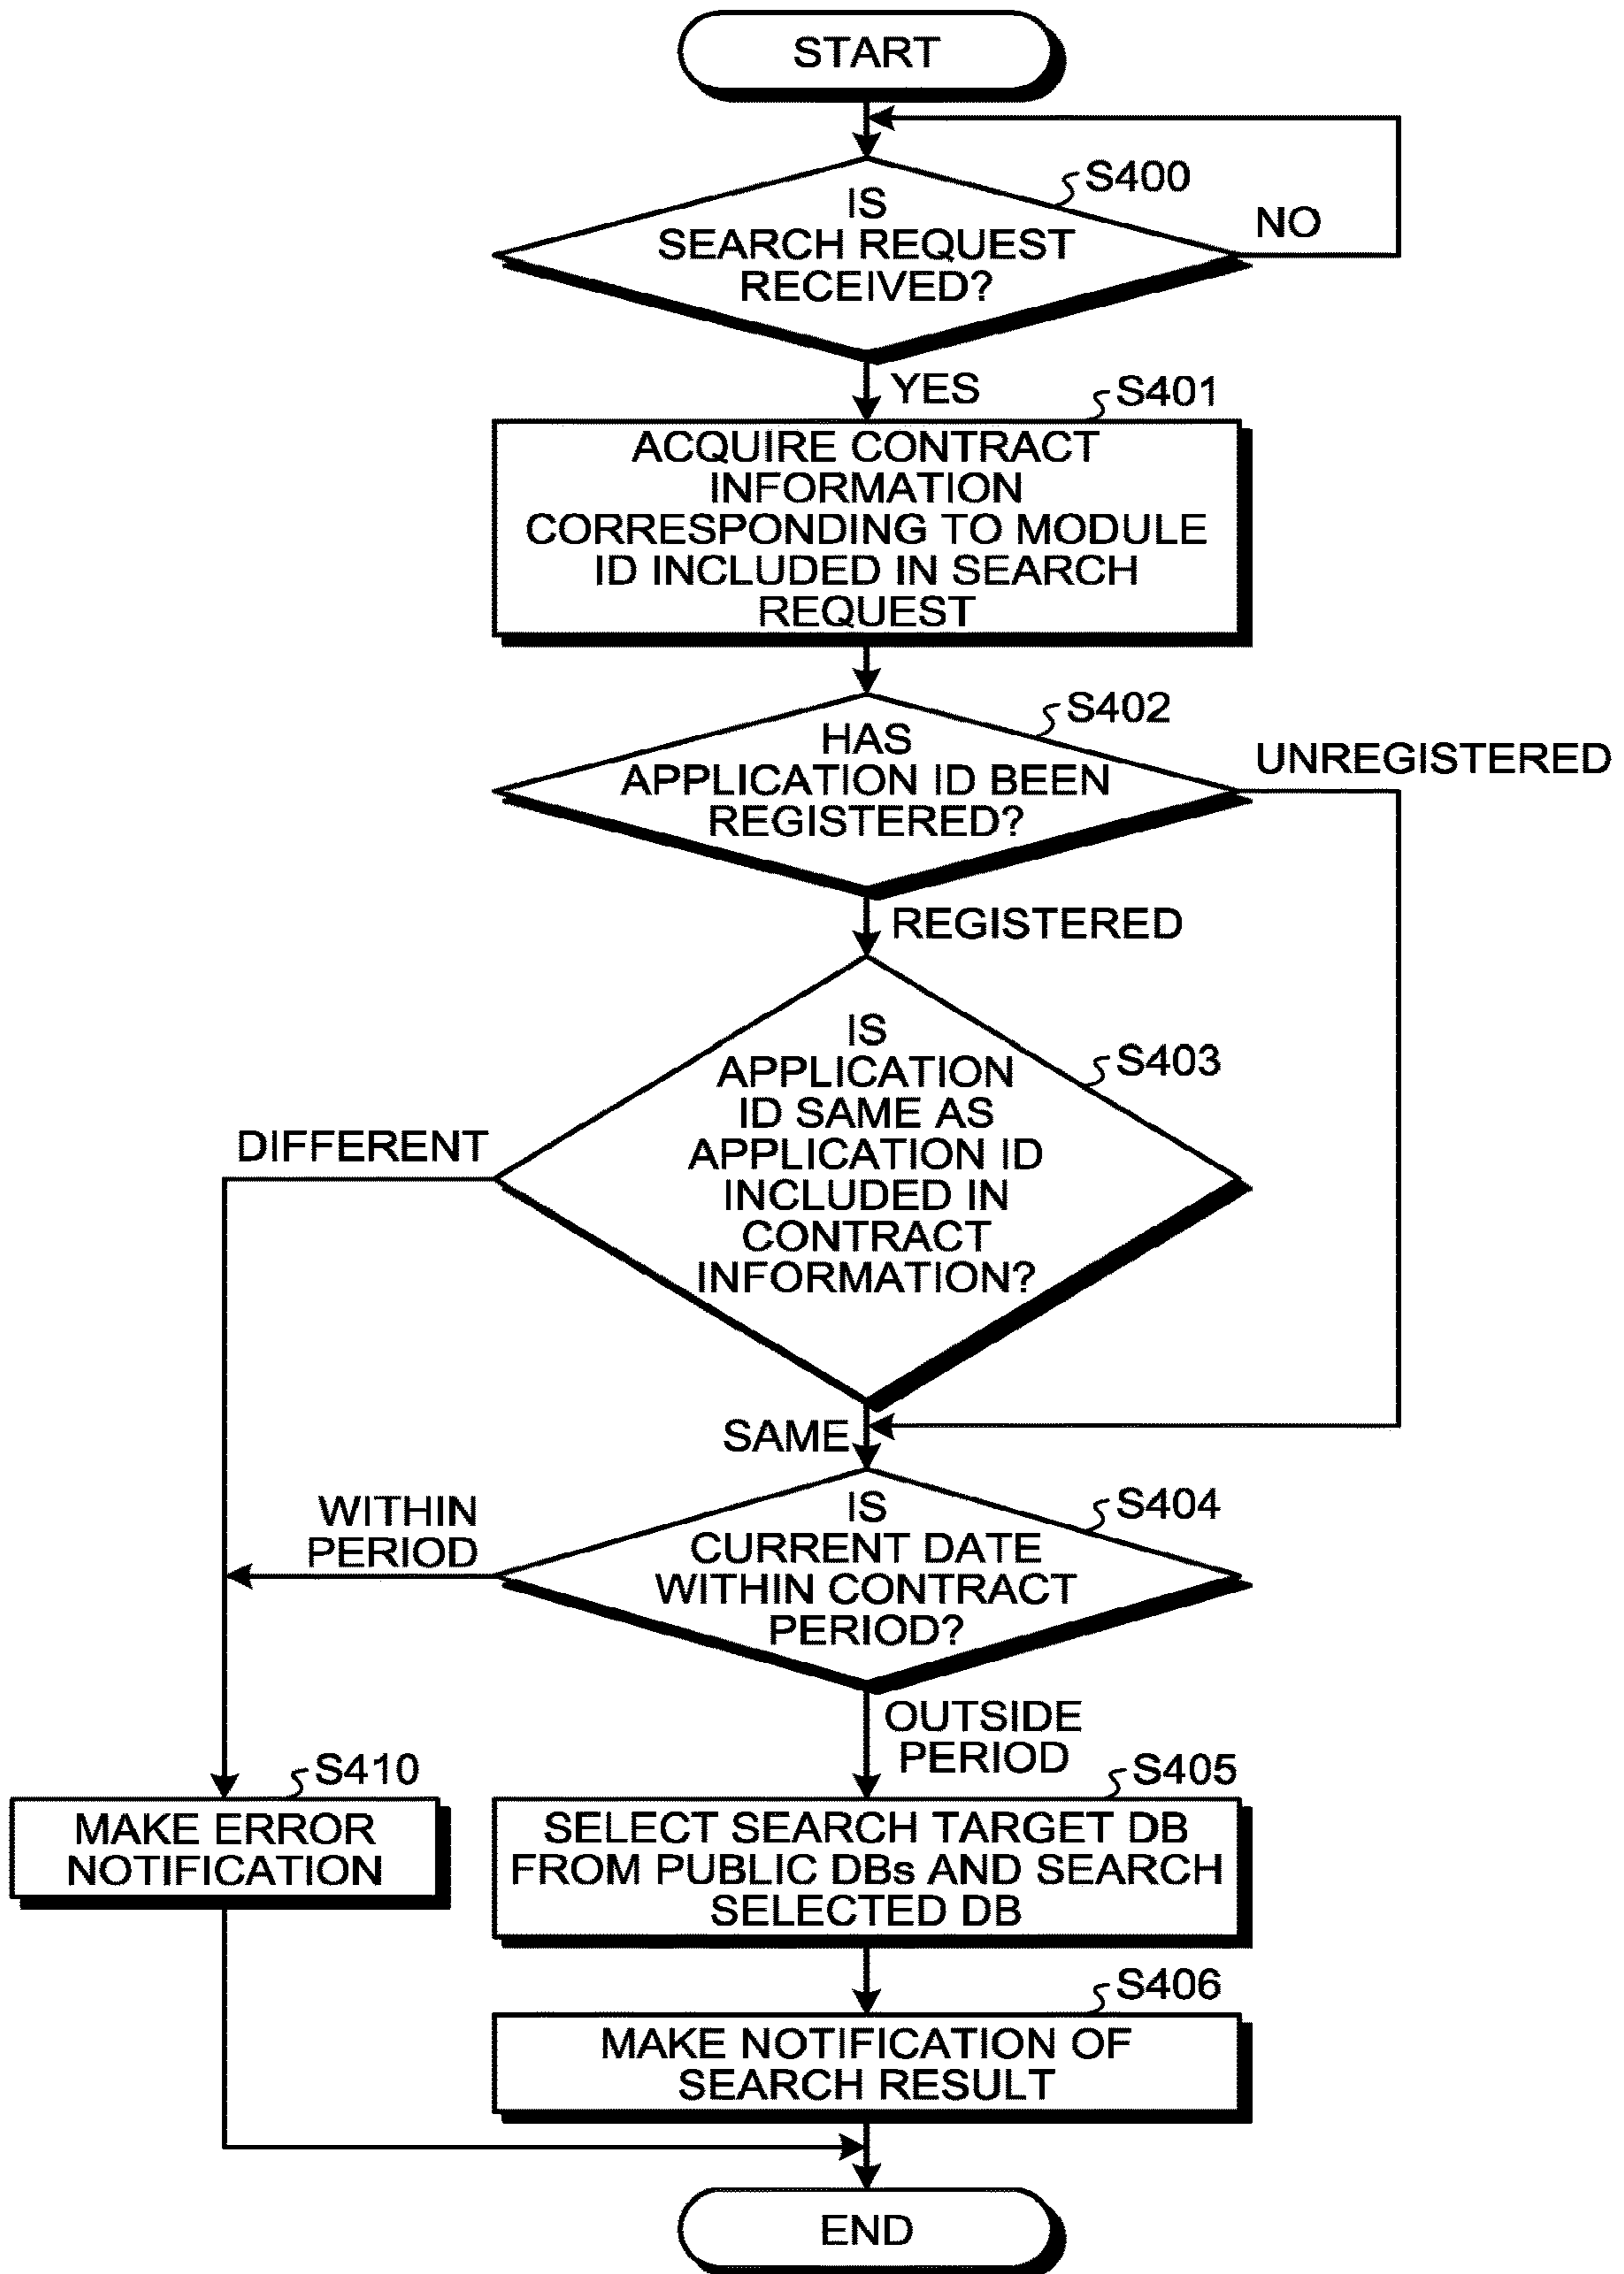 START
S400
IS
SEARCH REQUEST
RECEIVED?
NO
YES
S401
ACQUIRE CONTRACT
INFORMATION
CORRESPONDING TO MODULE
ID INCLUDED IN SEARCH
REQUEST
S402
HAS
APPLICATION ID BEEN
REGISTERED?
UNREGISTERED
REGISTERED
S403
IS
APPLICATION
ID SAME AS
APPLICATION ID
INCLUDED IN
CONTRACT
INFORMATION?
DIFFERENT
SAME
S404
IS
CURRENT DATE
WITHIN CONTRACT
PERIOD?
WITHIN
PERIOD
OUTSIDE
PERIOD
S410
MAKE ERROR
NOTIFICATION
S405
SELECT SEARCH TARGET DB
FROM PUBLIC DBs AND SEARCH
SELECTED DB
S406
MAKE NOTIFICATION OF
SEARCH RESULT
END